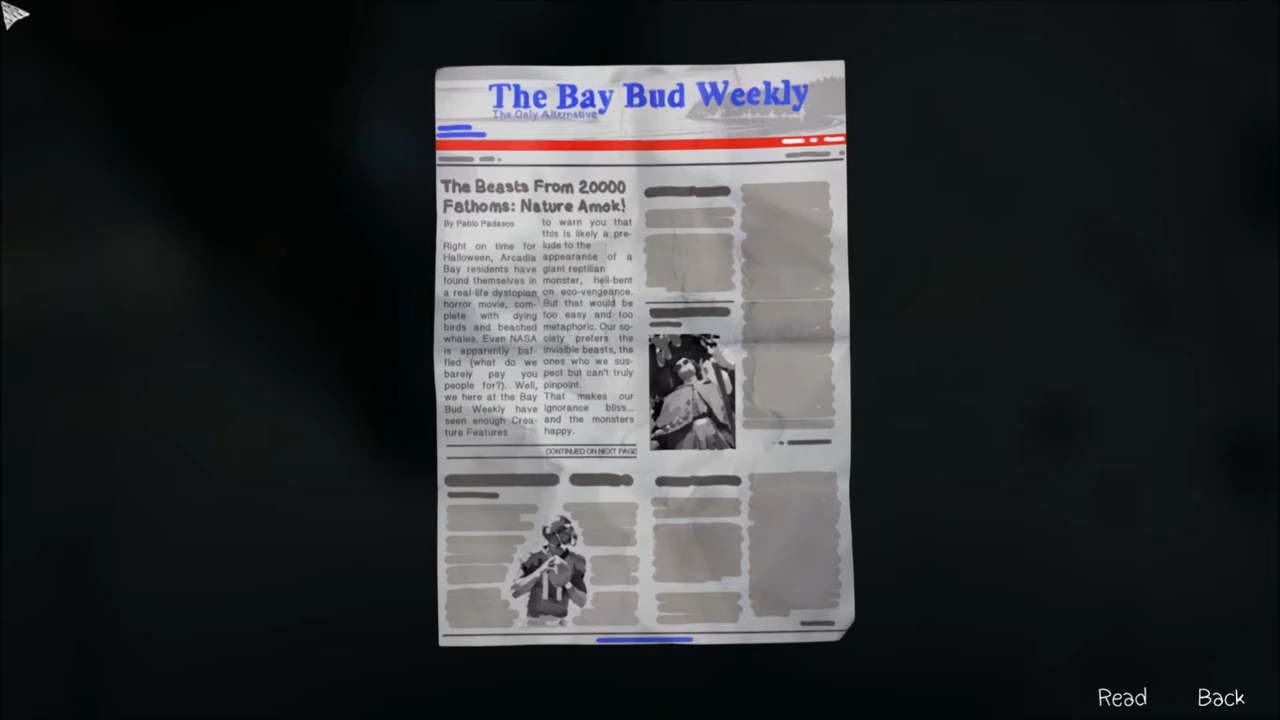 The Bay Bud Weekly
The Only Alternative
The Beasts From 20000
Fathoms: Nature Amok!
By Pablo Padasos
Right on time for
Halloween, Arcadia
Bay residents have
found themselves in
a real-life dystopian
horror movie, com-
plete with dying
birds and beached
whales. Even NASA
is apparently baf-
fled (what do we
barely pay you
people for?). Well,
we here at the Bay
Bud Weekly have
seen enough Crea-
ture Features
to warn you that
this is likely a pre-
lude to the
appearance of a
giant reptilian
monster, hell-bent
on eco-vengeance.
But that would be
too easy and too
metaphoric. Our so-
ciety prefers the
invisible beasts, the
ones who we sus-
pect but can't truly
pinpoint.
That makes our
ignorance bliss...
and the monsters
happy.
CONTINUED ON NEXT PAGE
Read
Back